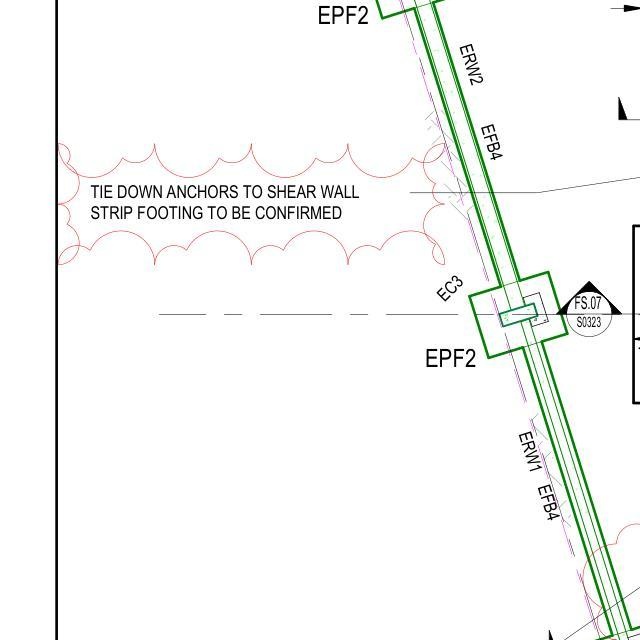 EPF2
ERW2
EFB4
TIE DOWN ANCHORS TO SHEAR WALL
STRIP FOOTING TO BE CONFIRMED
EC3
FS.07
S0323
EPF2
ERW1
EFB4